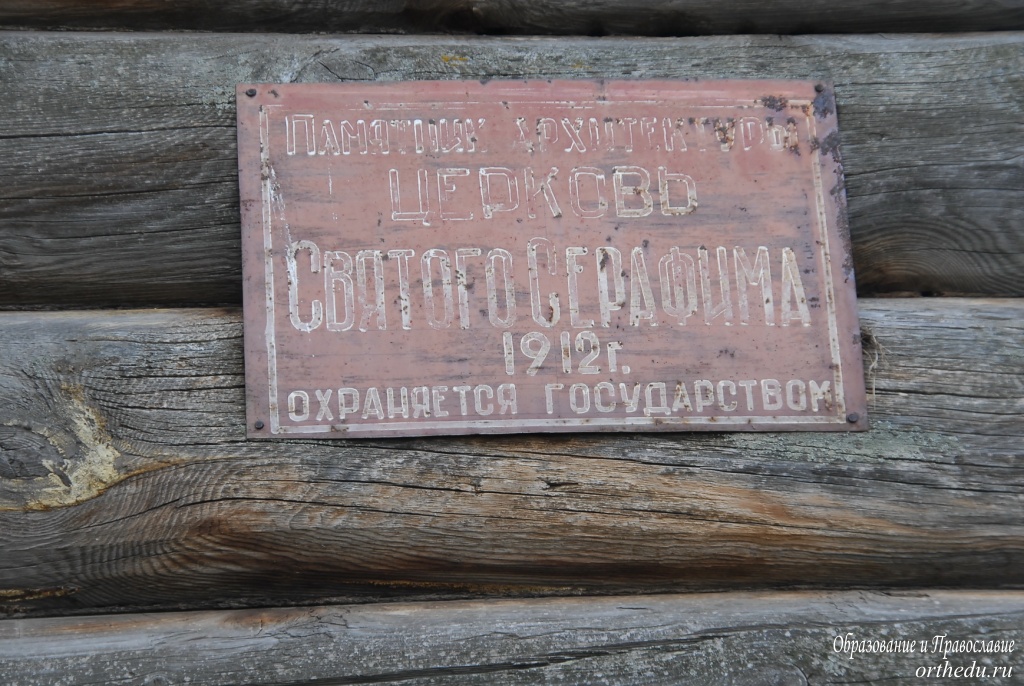 Памятник архитектуры
церковь
Святого Серафима
1912г.
охраняется государством
Образование и Православие
orthedu.ru